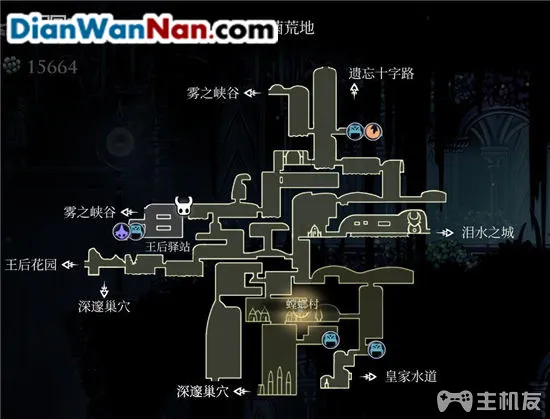 DianWanNan.com
菌荒地
15664
遗忘十字路
雾之峡谷
雾之峡谷
王后驿站
泪水之城
王后花园
深邃巢穴
螳螂村
皇家水道
深邃巢穴
主机友